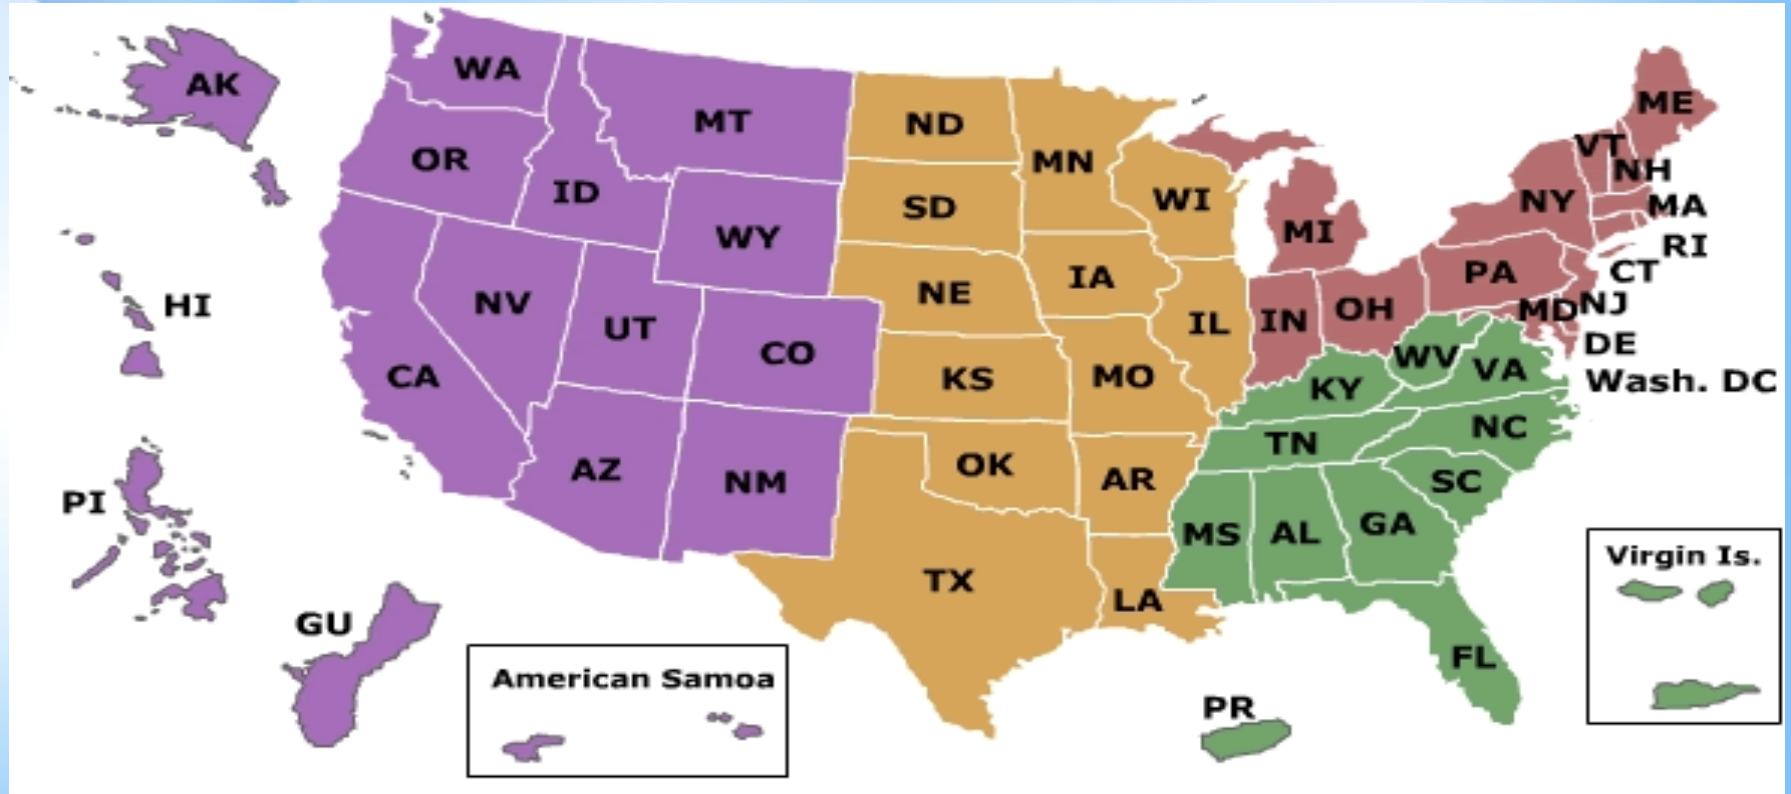 AK
WA
MT
ND
MN
ME
VT
NH
OR
ID
SD
WI
NY
MA
WY
MI
RI
HI
NV
UT
NE
IA
PA
CT
CO
IL
IN
OH
MD
NJ
DE
CA
KS
MO
KY
WV
VA
Wash. DC
AZ
NM
OK
AR
TN
NC
SC
PI
MS
AL
GA
TX
LA
Virgin Is.
GU
FL
American Samoa
PR